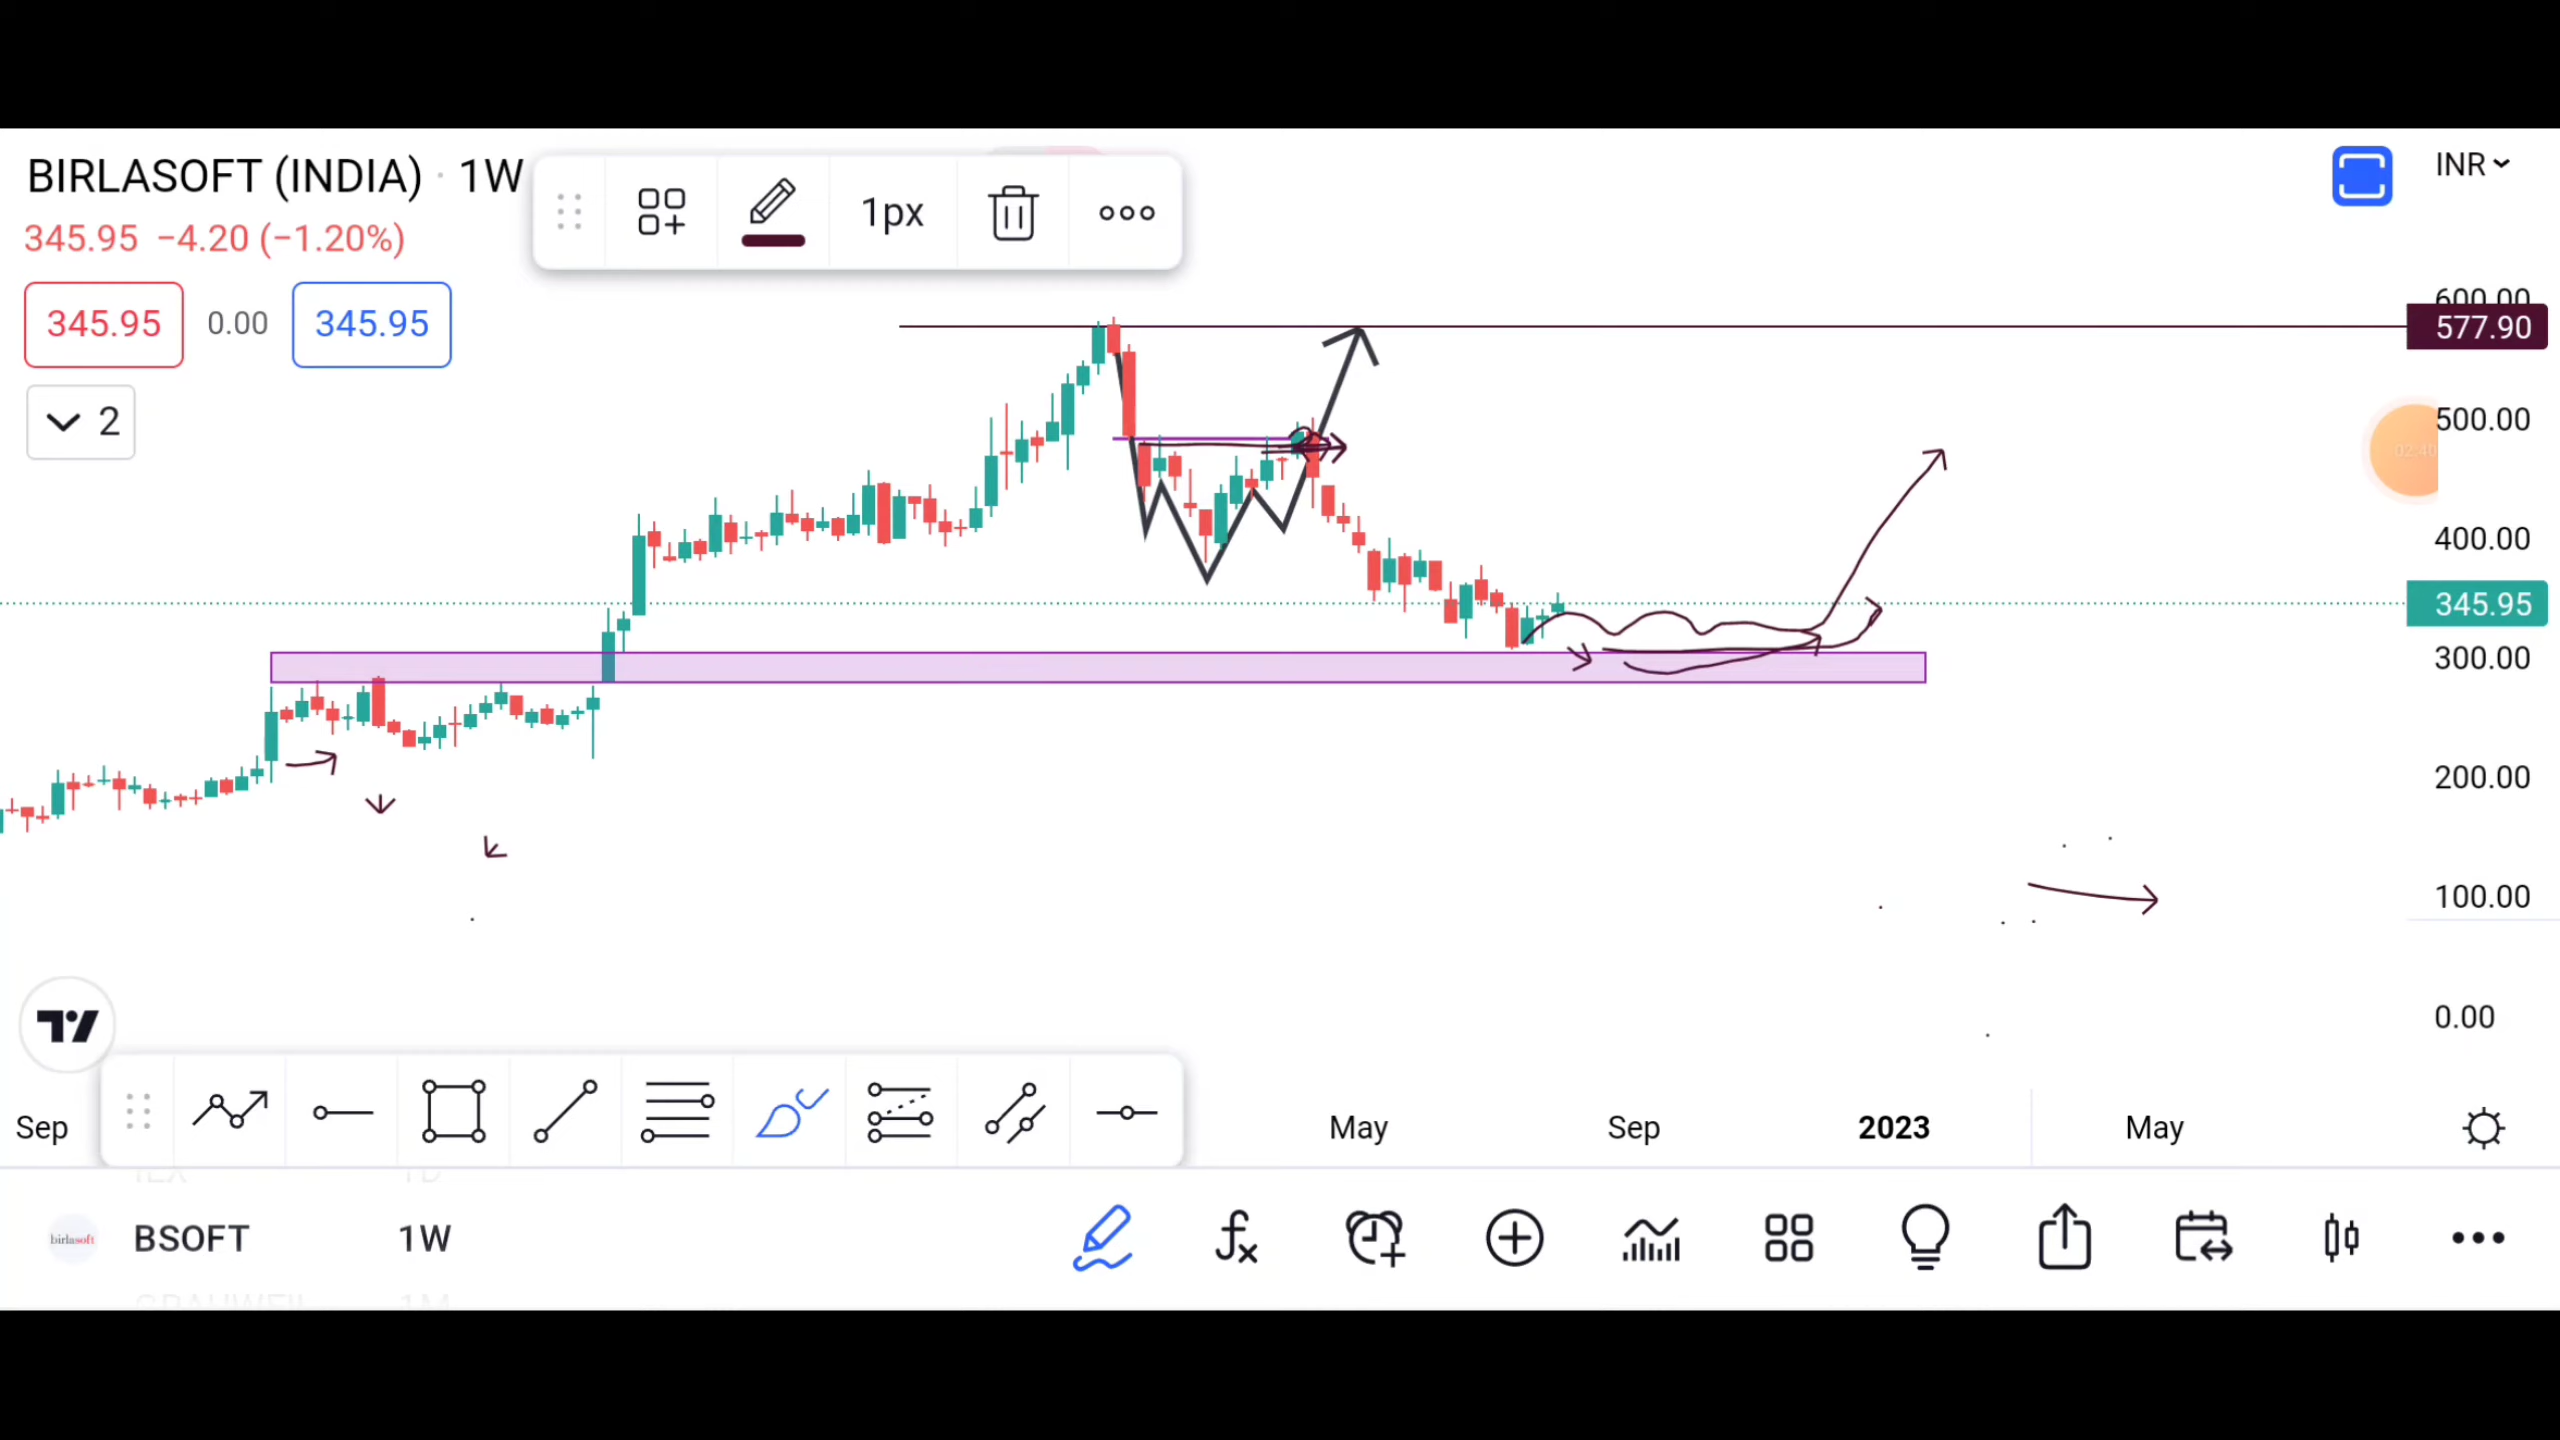 BIRLASOFT (INDIA) · 1W
345.95 −4.20 (−1.20%)
345.95 0.00 345.95
2
1px
INR
600.00
577.90
02:40
500.00
400.00
345.95
300.00
200.00
100.00
0.00
Sep May Sep 2023 May
birlasoft BSOFT 1W